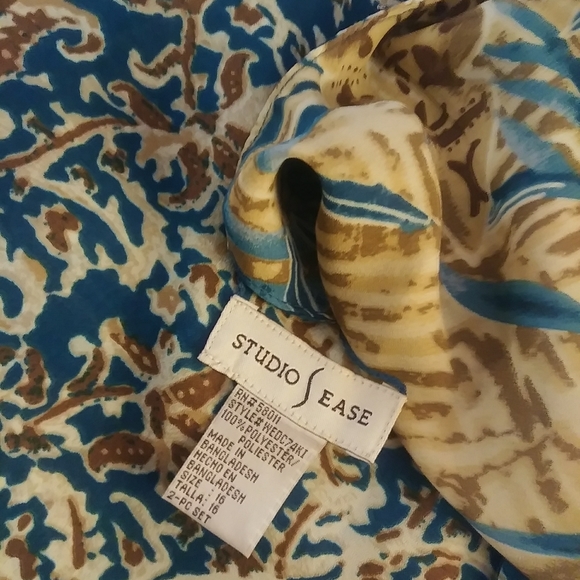 STUDIO EASE
RN# 58011
STYLE# WEDC74K1
100% POLYESTER/
POLIESTER
MADE IN
BANGLADESH
HECHO EN
BANGLADESH
SIZE : 16
TALLA: 16
2-PC SET